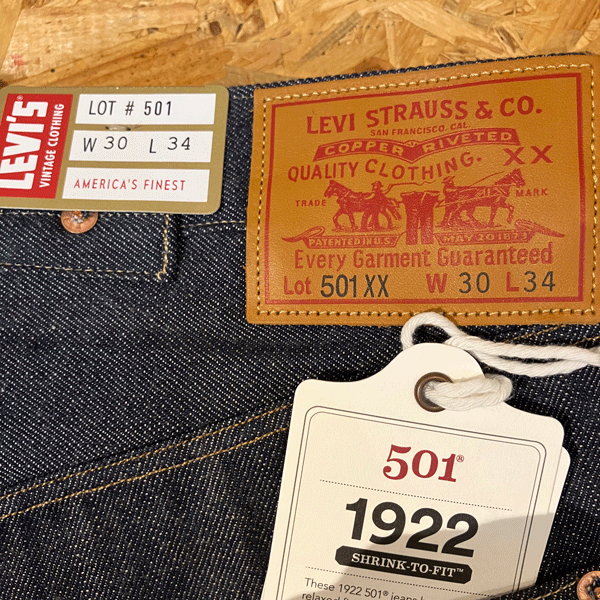 LEVI'S®
VINTAGE CLOTHING
LOT # 501
W 30 L 34
AMERICA'S FINEST
LEVI STRAUSS & CO.
SAN FRANCISCO, CAL.
COPPER RIVETED
QUALITY CLOTHING. XX
TRADE MARK
PATENTED IN U.S. MAY 20 1873
Every Garment Guaranteed
Lot 501XX W 30 L 34
501®
1922
SHRINK-TO-FIT™
These 1922 501® jeans